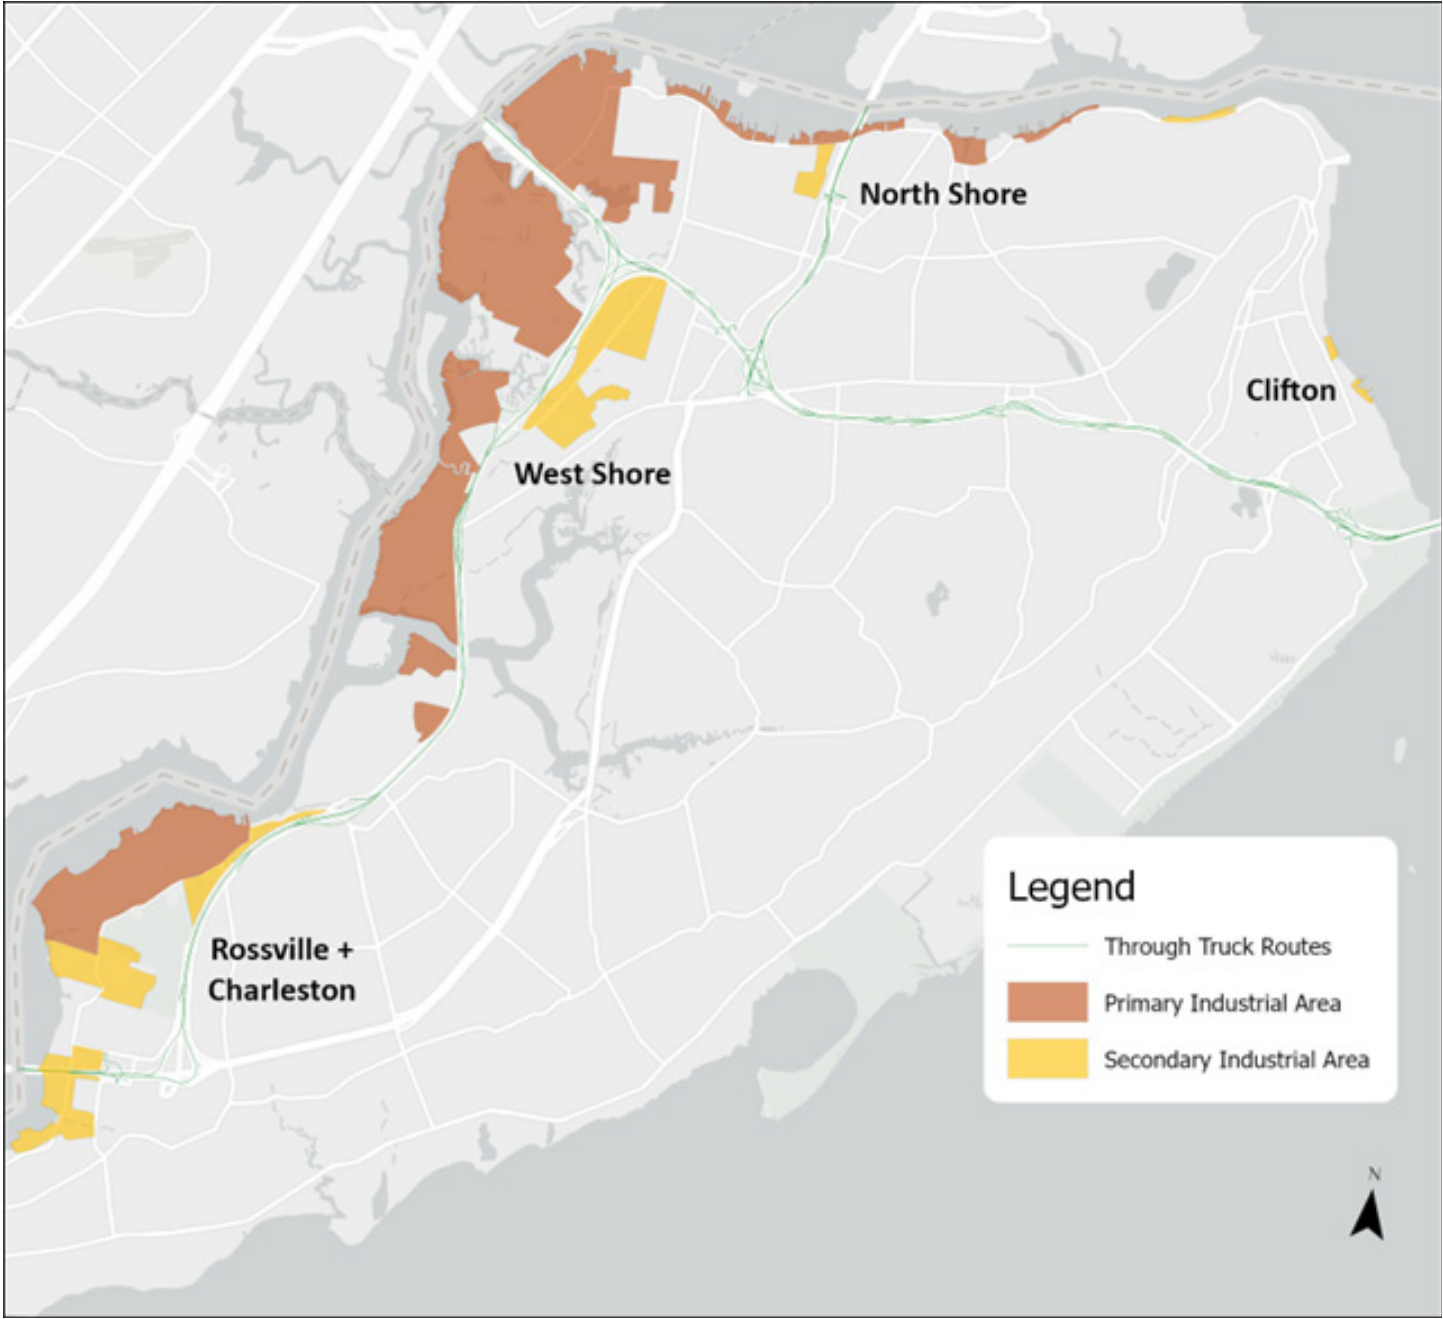 North Shore
Clifton
West Shore
Rossville +
Charleston
Legend
Through Truck Routes
Primary Industrial Area
Secondary Industrial Area
N